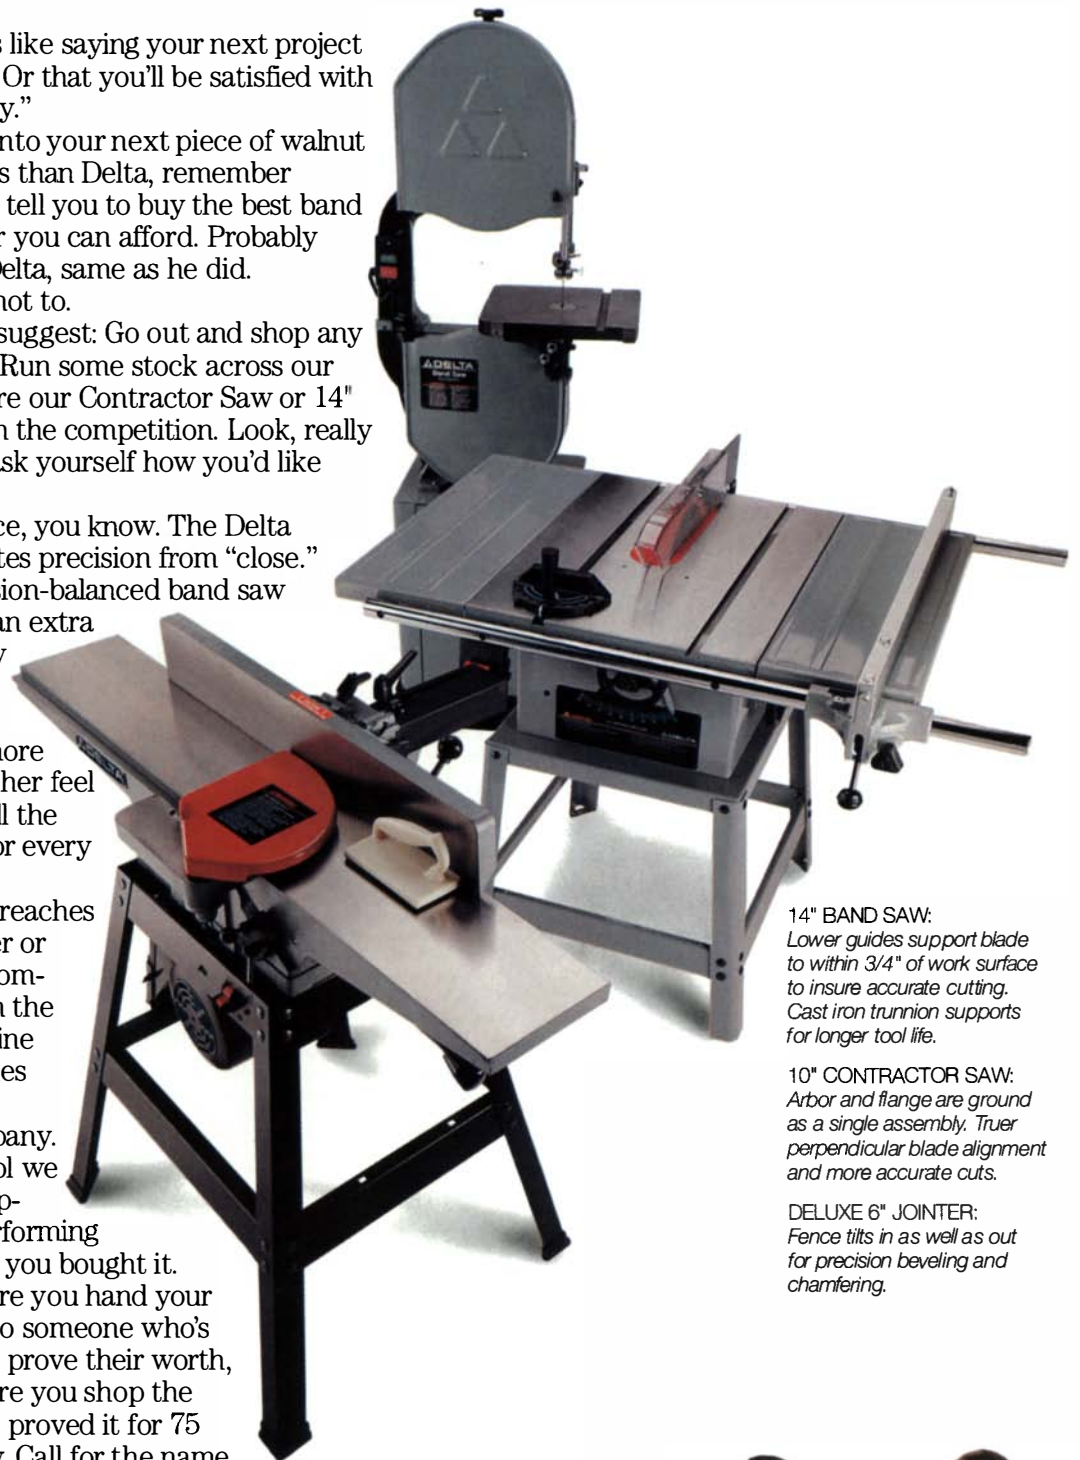 s like saying your next project
Or that you'll be satisfied with
y.”
nto your next piece of walnut
s than Delta, remember
tell you to buy the best band
r you can afford. Probably
Delta, same as he did.
not to.
suggest: Go out and shop any
Run some stock across our
re our Contractor Saw or 14"
n the competition. Look, really
ask yourself how you'd like
ce, you know. The Delta
tes precision from “close.”
tion-balanced band saw
an extra
y
more
her feel
ll the
or every
reaches
er or
om-
n the
ine
es
pany.
ol we
p-
rforming
you bought it.
re you hand your
o someone who's
prove their worth,
re you shop the
proved it for 75
y. Call for the name
DELTA
Band Saw
DELTA
14" BAND SAW:
Lower guides support blade
to within 3/4" of work surface
to insure accurate cutting.
Cast iron trunnion supports
for longer tool life.
10" CONTRACTOR SAW:
Arbor and flange are ground
as a single assembly. Truer
perpendicular blade alignment
and more accurate cuts.
DELUXE 6" JOINTER:
Fence tilts in as well as out
for precision beveling and
chamfering.